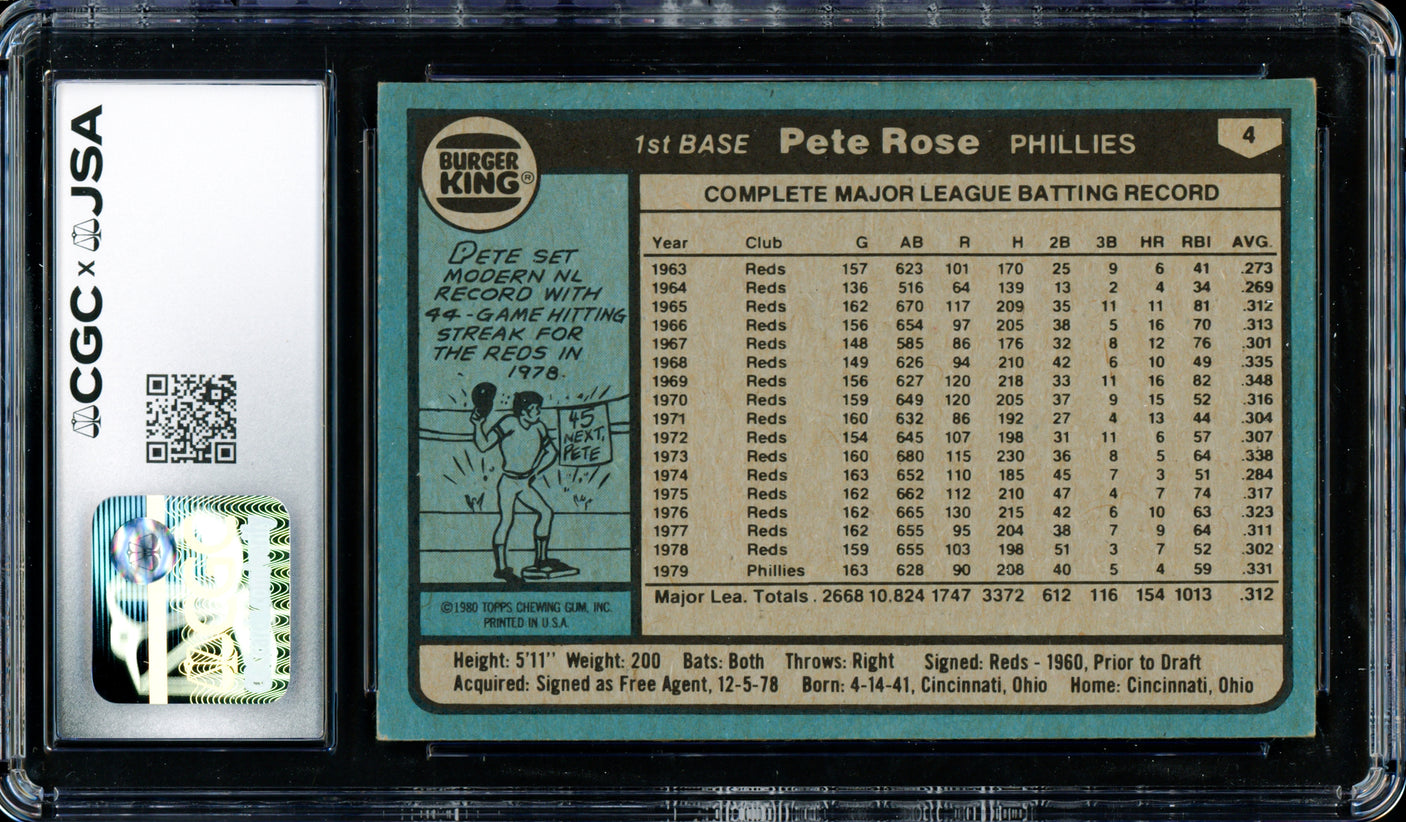 CGC x JSA
BURGER
KING®
1st BASE Pete Rose PHILLIES 4
PETE SET
MODERN NL
RECORD WITH
44-GAME HITTING
STREAK FOR
THE REDS IN
1978.
45
NEXT,
PETE
©1980 TOPPS CHEWING GUM, INC.
PRINTED IN U.S.A.
COMPLETE MAJOR LEAGUE BATTING RECORD
Year Club G AB R H 2B 3B HR RBI AVG.
1963 Reds 157 623 101 170 25 9 6 41 .273
1964 Reds 136 516 64 139 13 2 4 34 .269
1965 Reds 162 670 117 209 35 11 11 81 .312
1966 Reds 156 654 97 205 38 5 16 70 .313
1967 Reds 148 585 86 176 32 8 12 76 .301
1968 Reds 149 626 94 210 42 6 10 49 .335
1969 Reds 156 627 120 218 33 11 16 82 .348
1970 Reds 159 649 120 205 37 9 15 52 .316
1971 Reds 160 632 86 192 27 4 13 44 .304
1972 Reds 154 645 107 198 31 11 6 57 .307
1973 Reds 160 680 115 230 36 8 5 64 .338
1974 Reds 163 652 110 185 45 7 3 51 .284
1975 Reds 162 662 112 210 47 4 7 74 .317
1976 Reds 162 665 130 215 42 6 10 63 .323
1977 Reds 162 655 95 204 38 7 9 64 .311
1978 Reds 159 655 103 198 51 3 7 52 .302
1979 Phillies 163 628 90 208 40 5 4 59 .331
Major Lea. Totals . 2668 10.824 1747 3372 612 116 154 1013 .312
Height: 5'11'' Weight: 200 Bats: Both Throws: Right Signed: Reds - 1960, Prior to Draft
Acquired: Signed as Free Agent, 12-5-78 Born: 4-14-41, Cincinnati, Ohio Home: Cincinnati, Ohio